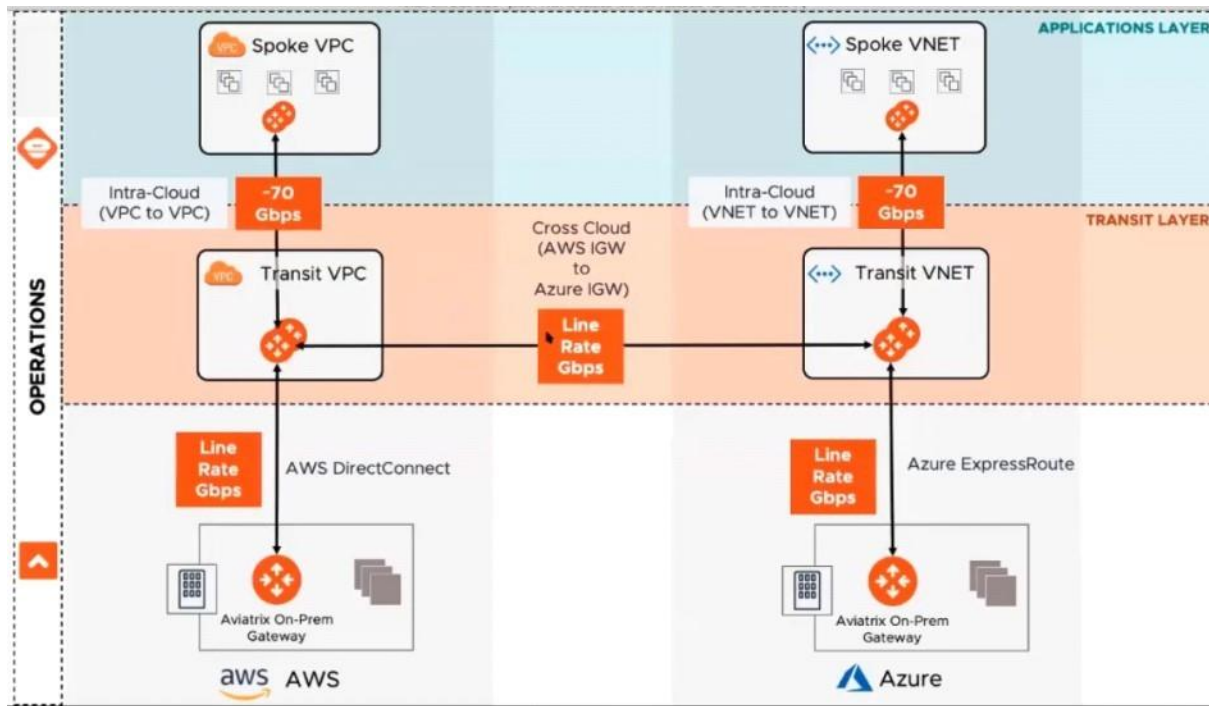 APPLICATIONS LAYER
VPC Spoke VPC
Spoke VNET
Intra-Cloud
(VPC to VPC)
~70
Gbps
Intra-Cloud
(VNET to VNET)
~70
Gbps
TRANSIT LAYER
Cross Cloud
(AWS IGW
to
Azure IGW)
VPC Transit VPC
Transit VNET
Line
Rate
Gbps
OPERATIONS
Line
Rate
Gbps
AWS DirectConnect
Line
Rate
Gbps
Azure ExpressRoute
Aviatrix On-Prem
Gateway
Aviatrix On-Prem
Gateway
aws AWS
Azure